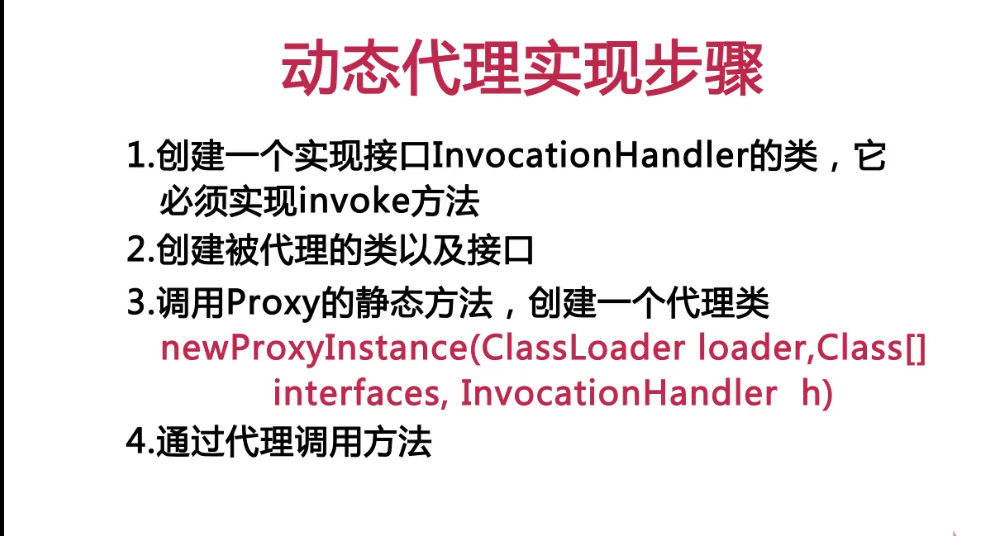 动态代理实现步骤
1.创建一个实现接口InvocationHandler的类，它
必须实现invoke方法
2.创建被代理的类以及接口
3.调用Proxy的静态方法，创建一个代理类
newProxyInstance(ClassLoader loader,Class[]
interfaces, InvocationHandler h)
4.通过代理调用方法